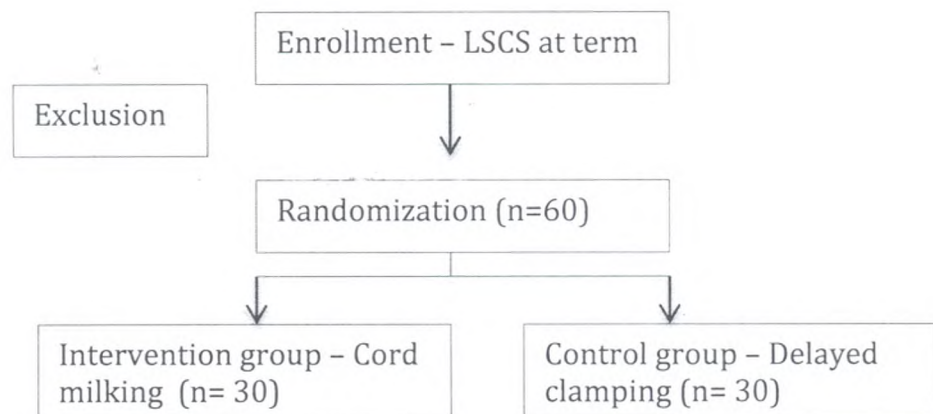 Enrollment – LSCS at term
Exclusion
Randomization (n=60)
Intervention group – Cord
milking (n= 30)
Control group – Delayed
clamping (n= 30)